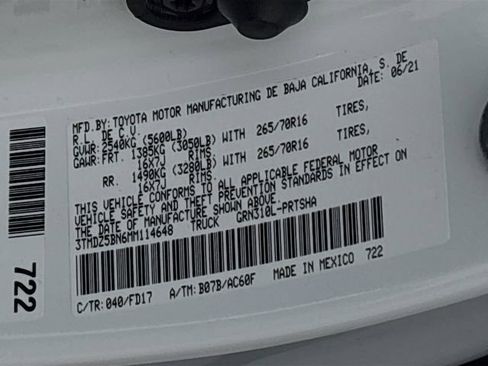 MFD.BY: TOYOTA MOTOR MANUFACTURING DE BAJA CALIFORNIA, S. DE
R.L. DE C.V. 06/21
GVWR: 2540KG (5600LB)
GAWR: FRT. 1385KG (3050LB) WITH 265/70R16 TIRES,
16X7J RIMS
RR. 1490KG (3280LB) WITH 265/70R16 TIRES,
16X7J RIMS
THIS VEHICLE CONFORMS TO ALL APPLICABLE FEDERAL MOTOR
VEHICLE SAFETY AND THEFT PREVENTION STANDARDS IN EFFECT ON
THE DATE OF MANUFACTURE SHOWN ABOVE.
3TMDZ5BN6MM114648 TRUCK GRN310L-PRTSHA
C/TR: 040/FD17 A/TM: B07B/AC60F MADE IN MEXICO 722
722